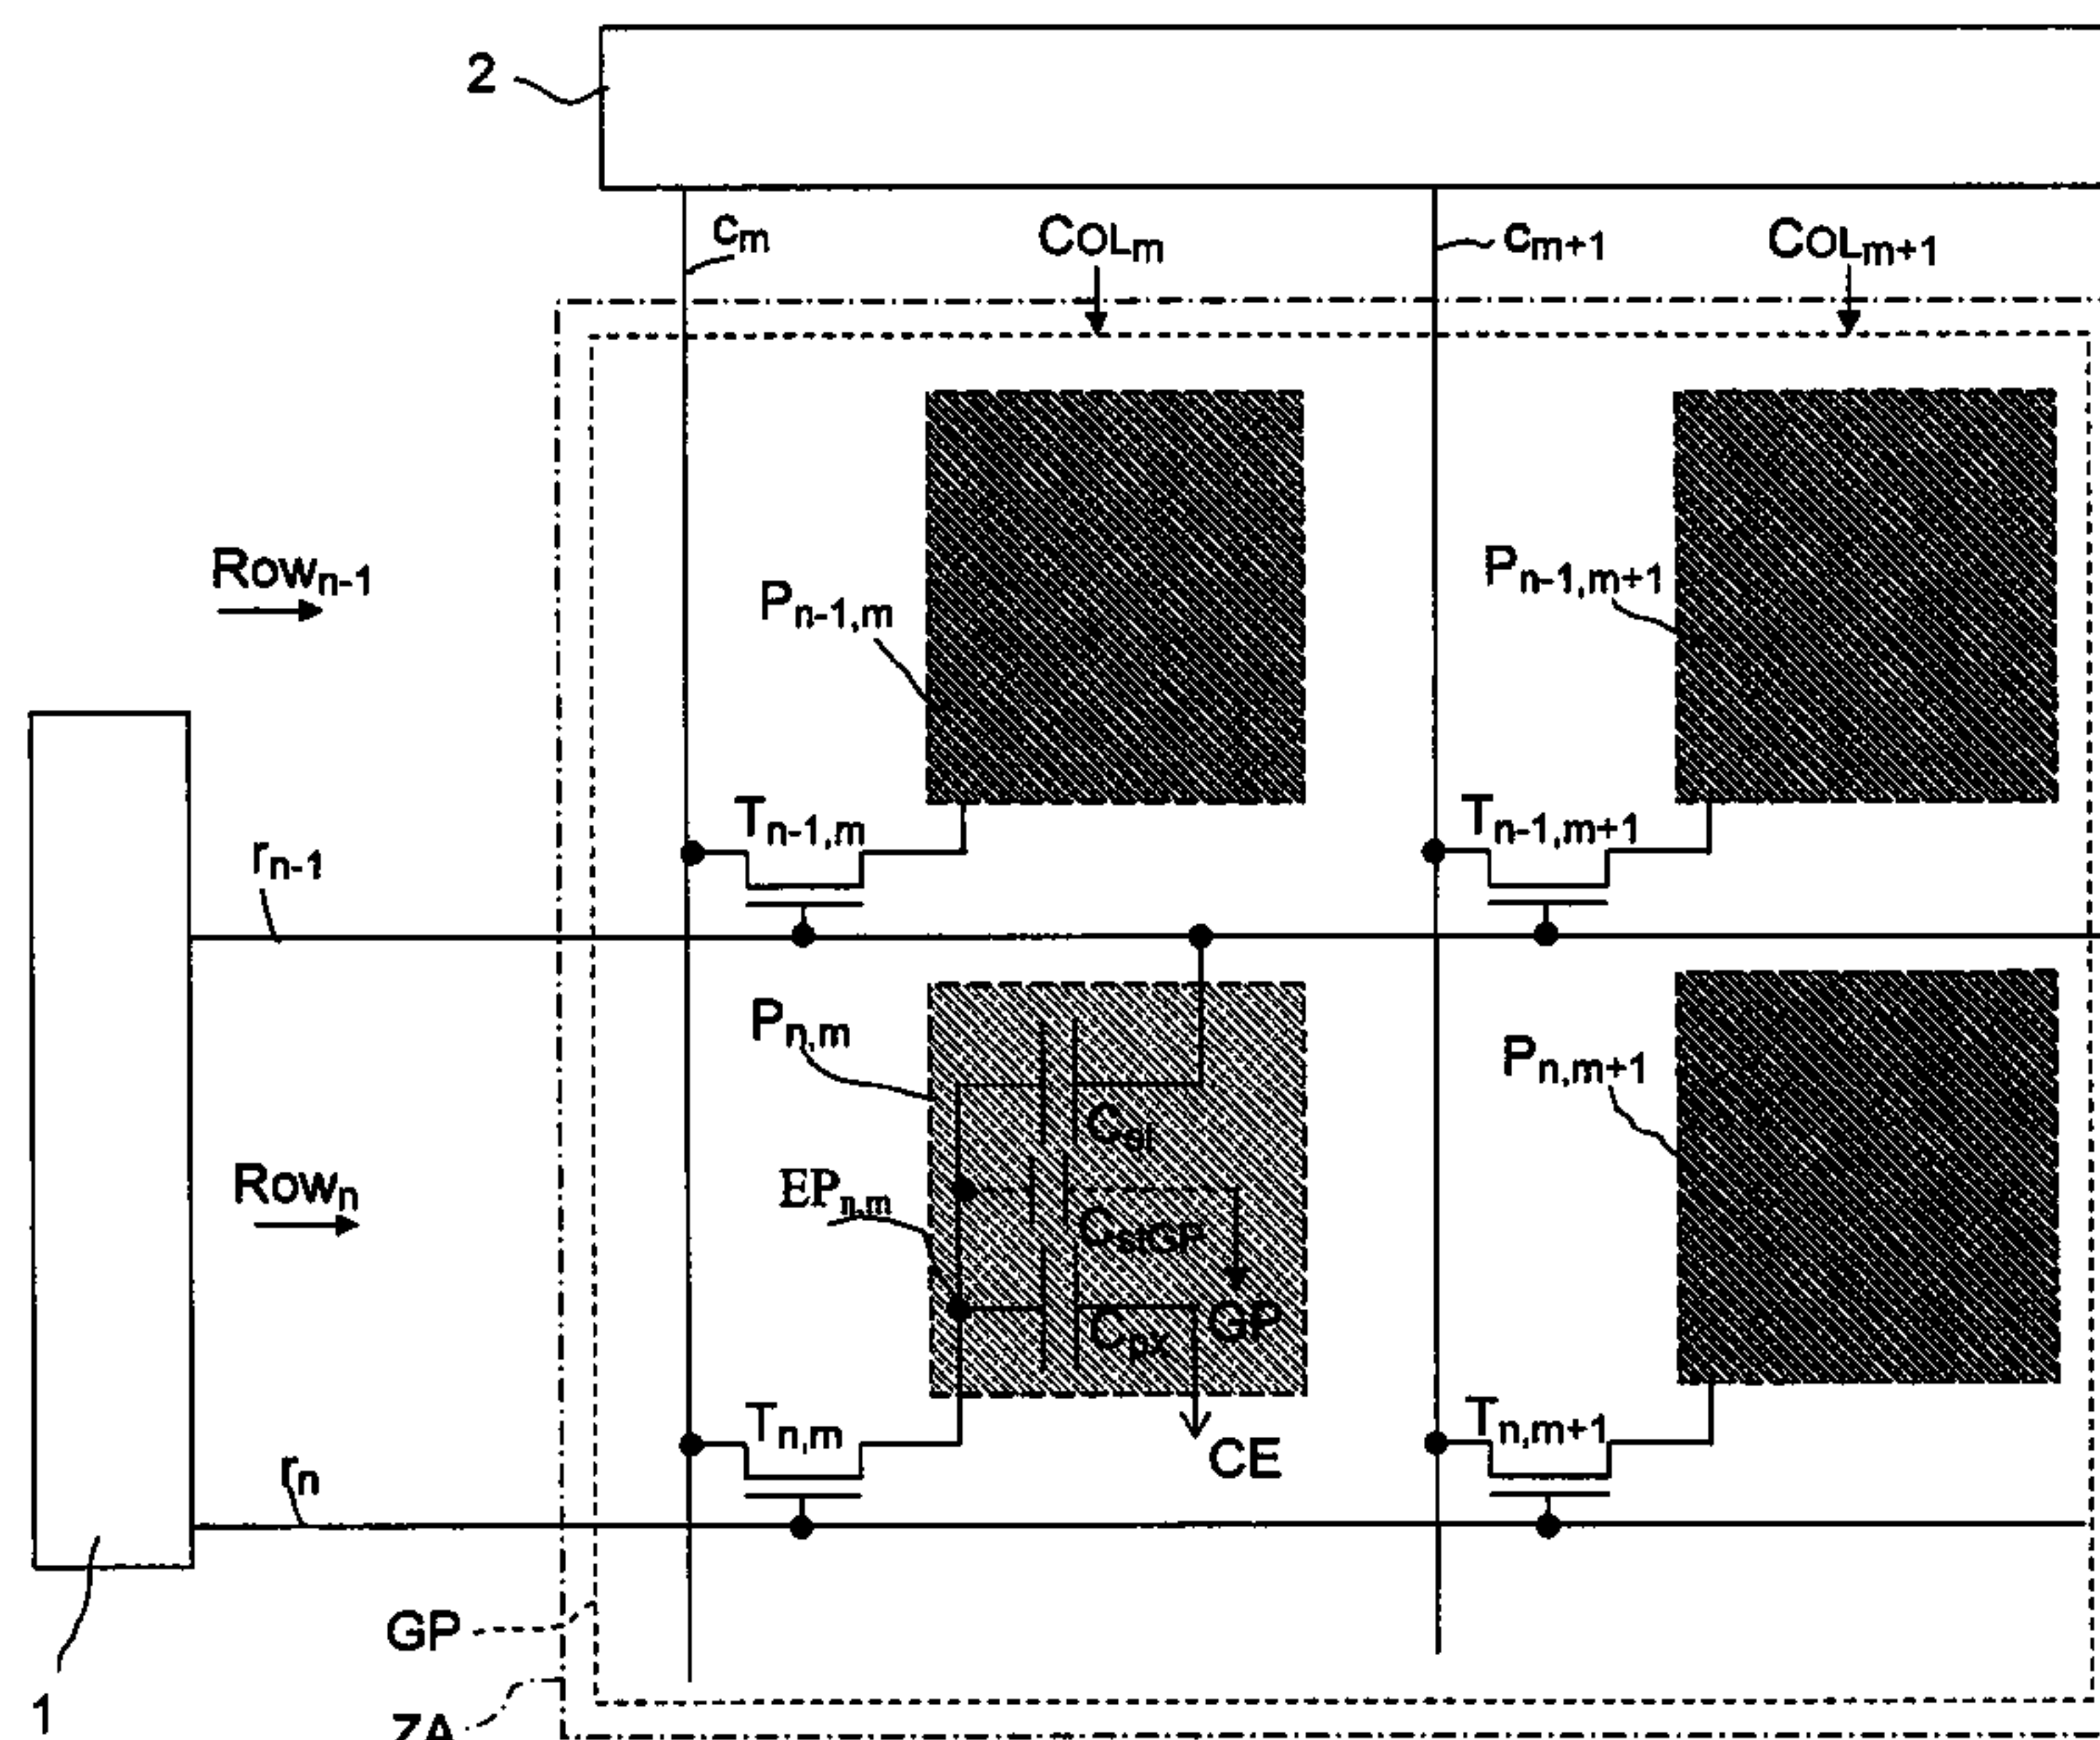 2
cm
COLm
cm+1
COLm+1
Rown-1
Pn-1,m
Pn-1,m+1
Tn-1,m
Tn-1,m+1
rn-1
Pn,m
Pn,m+1
Cst
Rown
EPn,m
CstGP
GP
Cpx
Tn,m
Tn,m+1
CE
rn
GP
1
ZA